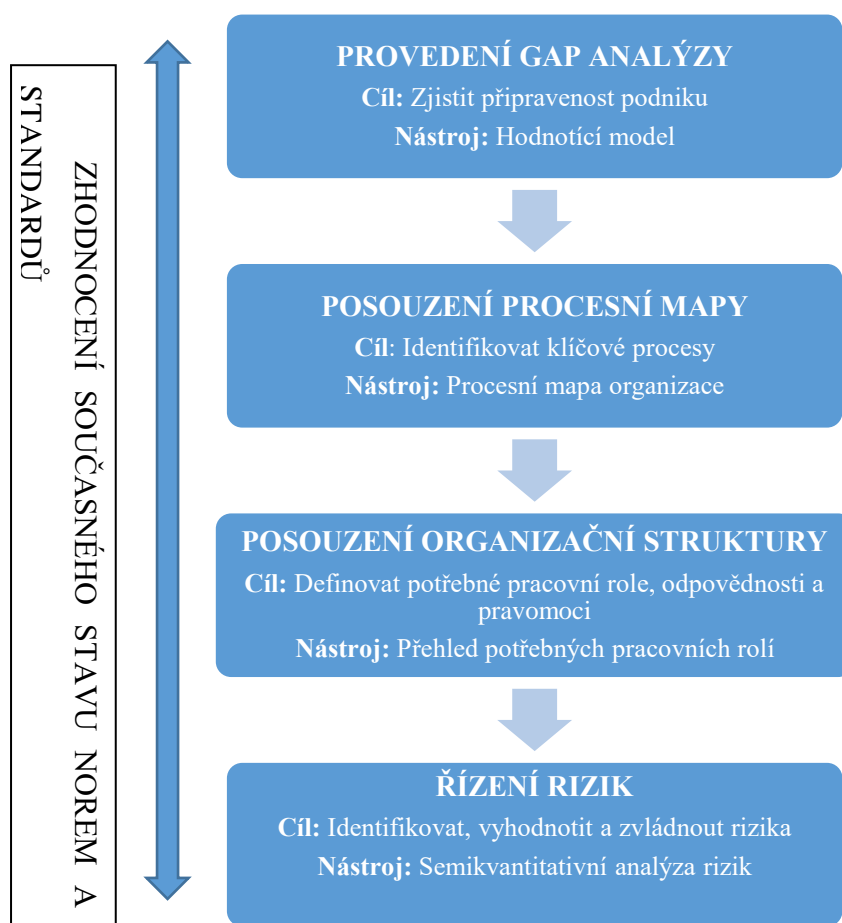 ZHODNOCENÍ SOUČASNÉHO STAVU NOREM A
STANDARDŮ
PROVEDENÍ GAP ANALÝZY
Cíl: Zjistit připravenost podniku
Nástroj: Hodnotící model
POSOUZENÍ PROCESNÍ MAPY
Cíl: Identifikovat klíčové procesy
Nástroj: Procesní mapa organizace
POSOUZENÍ ORGANIZAČNÍ STRUKTURY
Cíl: Definovat potřebné pracovní role, odpovědnosti a
pravomoci
Nástroj: Přehled potřebných pracovních rolí
ŘÍZENÍ RIZIK
Cíl: Identifikovat, vyhodnotit a zvládnout rizika
Nástroj: Semikvantitativní analýza rizik